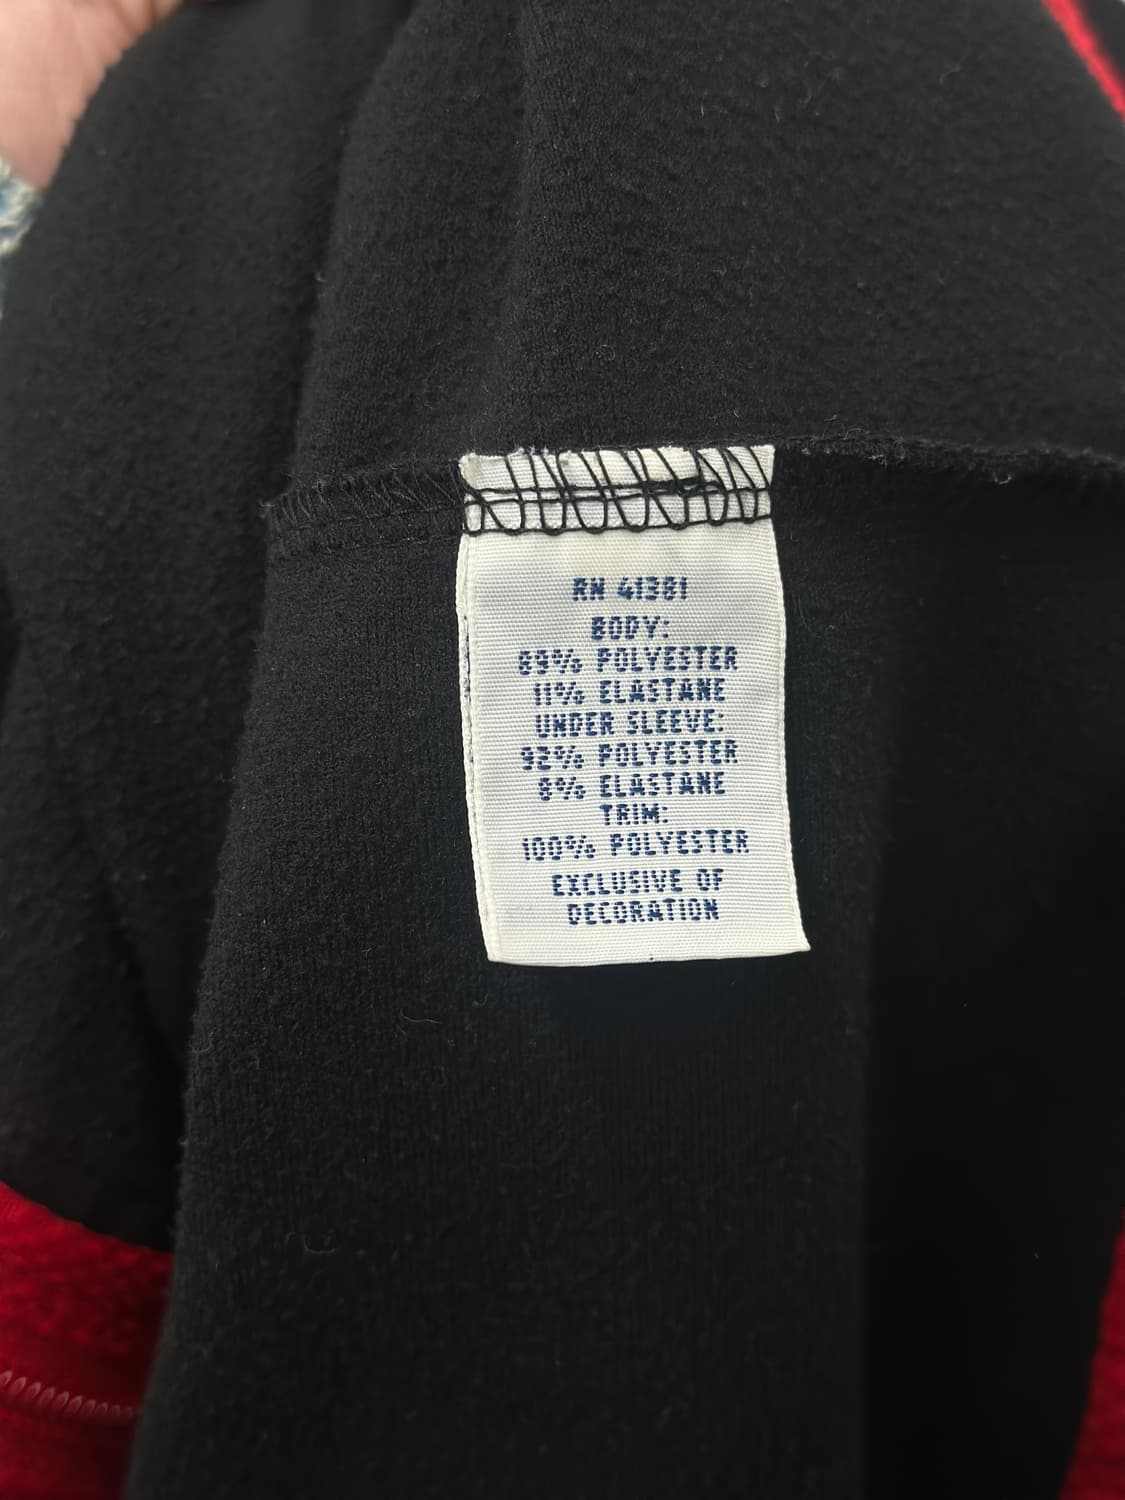 RN 41381
BODY:
89% POLYESTER
11% ELASTANE
UNDER SLEEVE:
92% POLYESTER
8% ELASTANE
TRIM:
100% POLYESTER
EXCLUSIVE OF
DECORATION